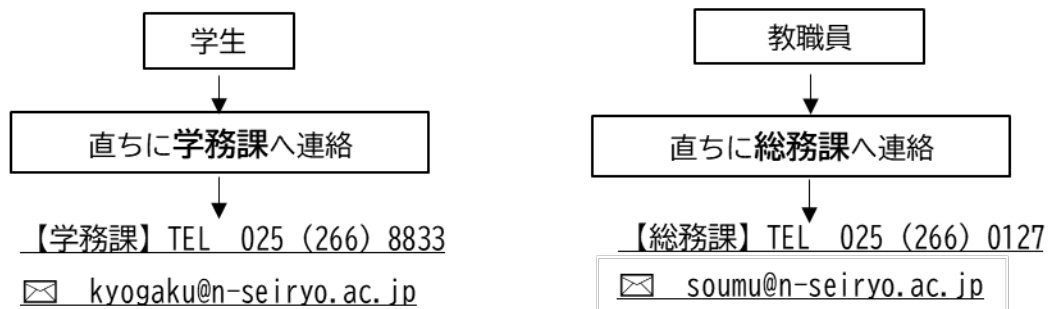 学生
直ちに学務課へ連絡
【学務課】TEL 025（266）8833
✉ kyogaku@n-seiryo.ac.jp
教職員
直ちに総務課へ連絡
【総務課】TEL 025（266）0127
✉ soumu@n-seiryo.ac.jp